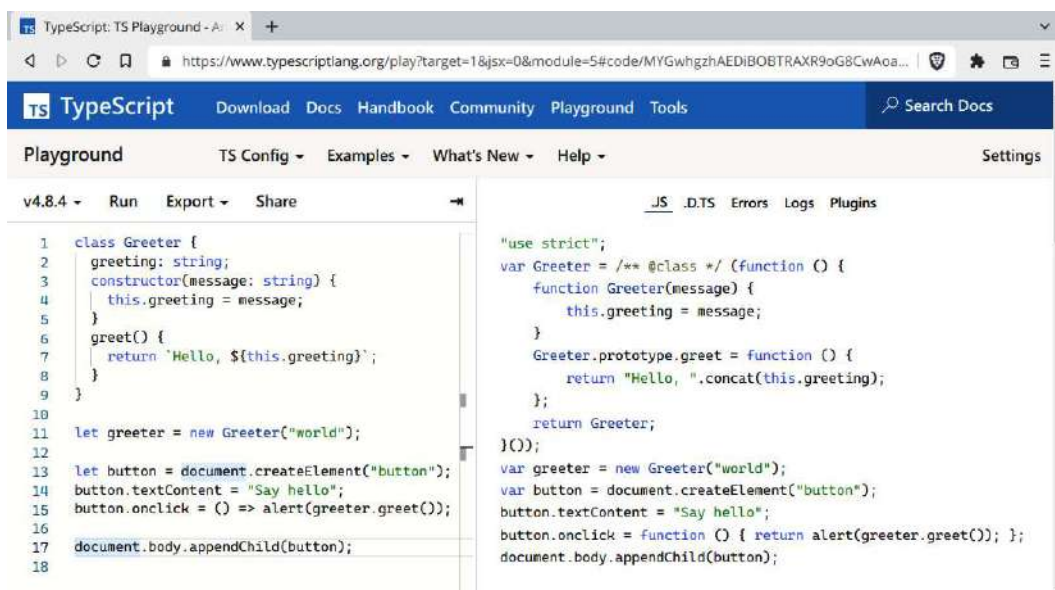 TypeScript: TS Playground - A
https://www.typescriptlang.org/play?target=1&jsx=0&module=5#code/MYGwhgzhAEDiBOBTRAXR9oG8CwAoa...
TS TypeScript Download Docs Handbook Community Playground Tools Search Docs
Playground TS Config Examples What's New Help Settings
v4.8.4 Run Export Share
1 class Greeter {
2 greeting: string;
3 constructor(message: string) {
4 this.greeting = message;
5 }
6 greet() {
7 return `Hello, ${this.greeting}`;
8 }
9 }
10
11 let greeter = new Greeter("world");
12
13 let button = document.createElement("button");
14 button.textContent = "Say hello";
15 button.onclick = () => alert(greeter.greet());
16
17 document.body.appendChild(button);
18
.JS .D.TS Errors Logs Plugins
"use strict";
var Greeter = /** @class */ (function () {
function Greeter(message) {
this.greeting = message;
}
Greeter.prototype.greet = function () {
return "Hello, ".concat(this.greeting);
};
return Greeter;
}());
var greeter = new Greeter("world");
var button = document.createElement("button");
button.textContent = "Say hello";
button.onclick = function () { return alert(greeter.greet()); };
document.body.appendChild(button);